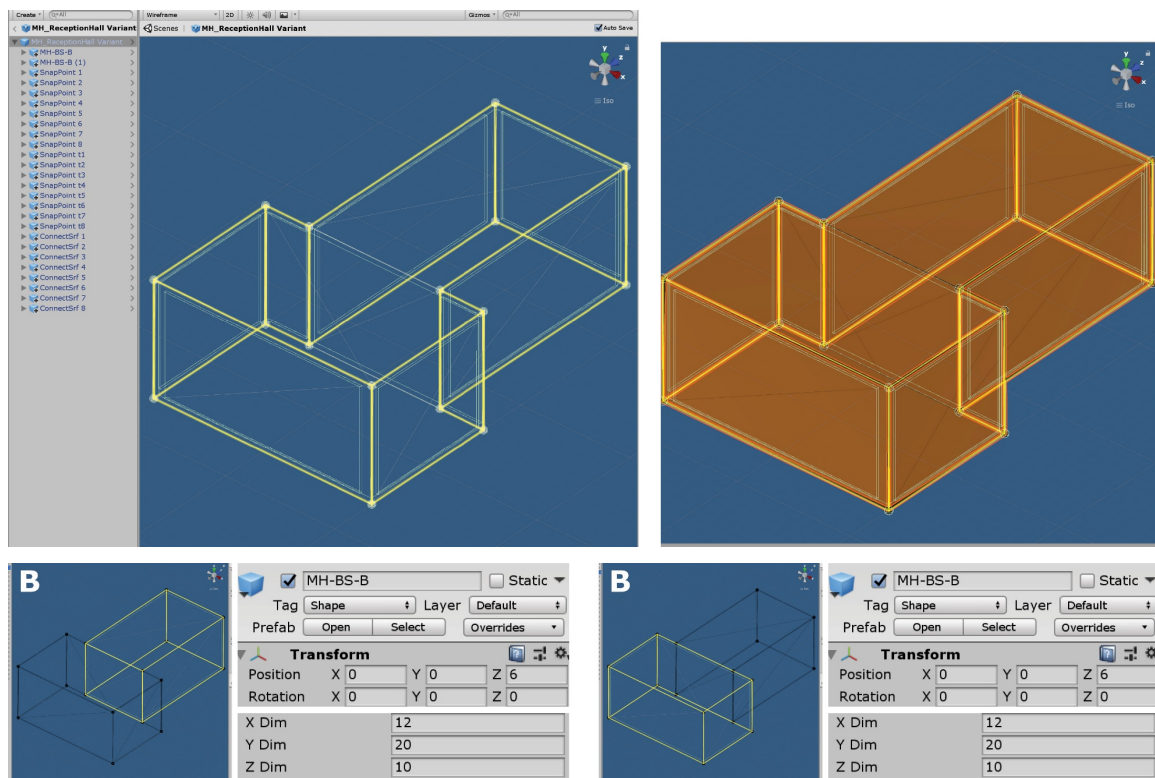 Create Q▾All Wireframe 2D Gizmos Q▾All
< MH_ReceptionHall Variant Scenes MH_ReceptionHall Variant Auto Save
MH_ReceptionHall Variant
MH-BS-B
MH-BS-B (1)
SnapPoint 1
SnapPoint 2
SnapPoint 3
SnapPoint 4
SnapPoint 5
SnapPoint 6
SnapPoint 7
SnapPoint 8
SnapPoint t1
SnapPoint t2
SnapPoint t3
SnapPoint t4
SnapPoint t5
SnapPoint t6
SnapPoint t7
SnapPoint t8
ConnectSrf 1
ConnectSrf 2
ConnectSrf 3
ConnectSrf 4
ConnectSrf 5
ConnectSrf 6
ConnectSrf 7
ConnectSrf 8
y
z
x
Iso
y
z
x
Iso
B
MH-BS-B Static
Tag Shape Layer Default
Prefab Open Select Overrides
Transform
Position X 0 Y 0 Z 6
Rotation X 0 Y 0 Z 0
X Dim 12
Y Dim 20
Z Dim 10
B
MH-BS-B Static
Tag Shape Layer Default
Prefab Open Select Overrides
Transform
Position X 0 Y 0 Z 6
Rotation X 0 Y 0 Z 0
X Dim 12
Y Dim 20
Z Dim 10